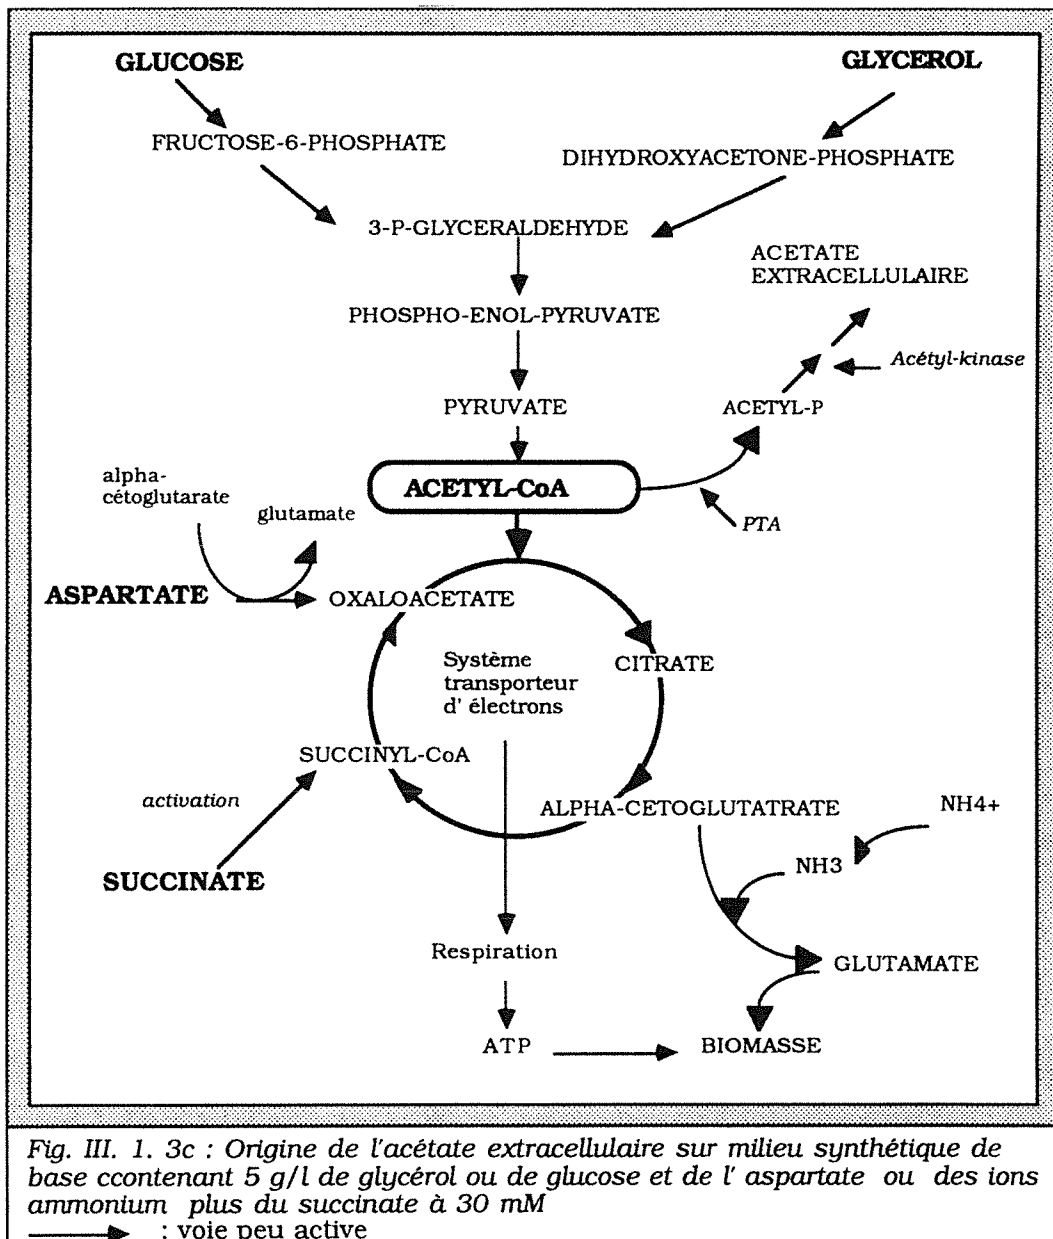 GLUCOSE
GLYCEROL
FRUCTOSE-6-PHOSPHATE
DIHYDROXYACETONE-PHOSPHATE
3-P-GLYCERALDEHYDE
ACETATE
EXTRACELLULAIRE
PHOSPHO-ENOL-PYRUVATE
Acétyl-kinase
PYRUVATE
ACETYL-P
ACETYL-CoA
alpha-
cétoglutarate
glutamate
PTA
ASPARTATE
OXALOACETATE
CITRATE
Système
transporteur
d' électrons
SUCCINYL-CoA
activation
ALPHA-CETOGLUTATRATE
NH4+
NH3
SUCCINATE
Respiration
GLUTAMATE
ATP
BIOMASSE
Fig. III. 1. 3c : Origine de l'acétate extracellulaire sur milieu synthétique de
base ccontenant 5 g/l de glycérol ou de glucose et de l' aspartate ou des ions
ammonium plus du succinate à 30 mM
: voie peu active